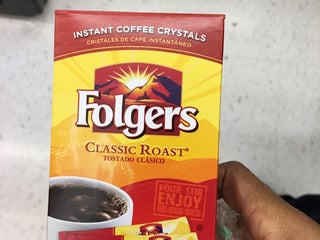 INSTANT COFFEE CRYSTALS
CRISTALES DE CAFÉ INSTANTÁNEO
Folgers
CLASSIC ROAST®
TOSTADO CLÁSICO
POUR STIR
ENJOY